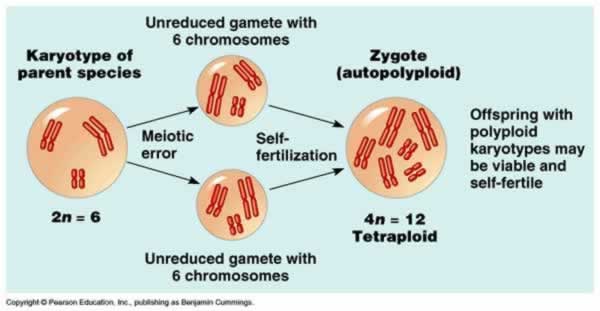 Unreduced gamete with
6 chromosomes
Karyotype of
parent species
Zygote
(autopolyploid)
Meiotic
error
Self-
fertilization
Offspring with
polyploid
karyotypes may
be viable and
self-fertile
2n = 6
4n = 12
Tetraploid
Unreduced gamete with
6 chromosomes
Copyright © Pearson Education, Inc., publishing as Benjamin Cummings.